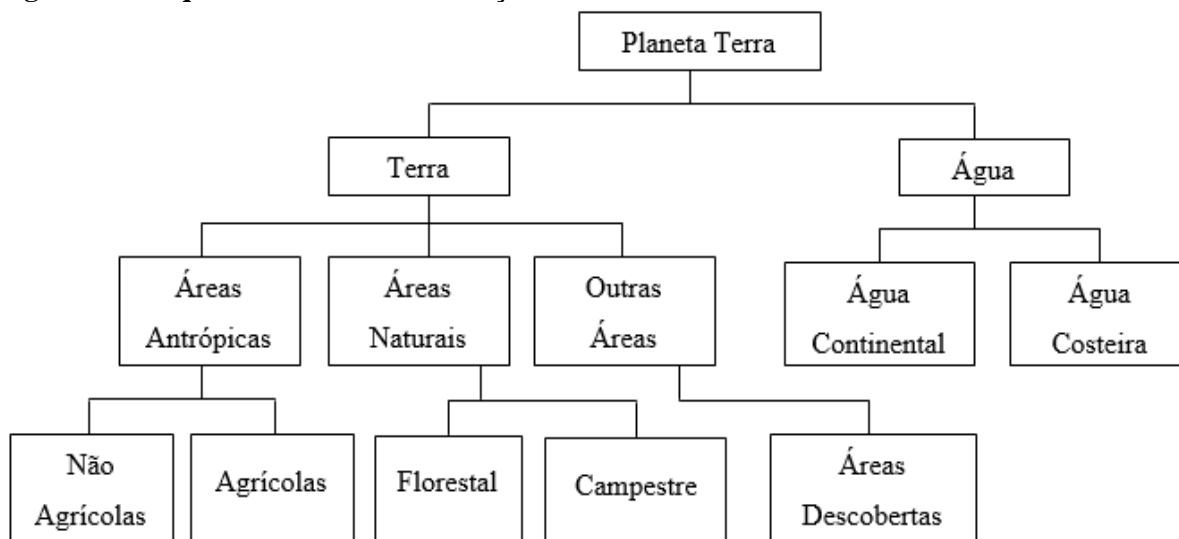 Planeta Terra
Terra
Água
Áreas
Antrópicas
Áreas
Naturais
Outras
Áreas
Água
Continental
Água
Costeira
Não
Agrícolas
Agrícolas
Florestal
Campestre
Áreas
Descobertas